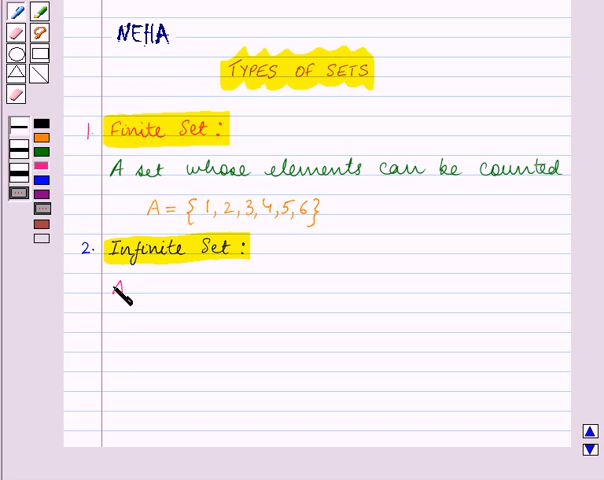 NEHA
TYPES OF SETS
1. Finite Set :
A set whose elements can be counted
A = { 1, 2, 3, 4, 5, 6 }
2. Infinite Set :
A